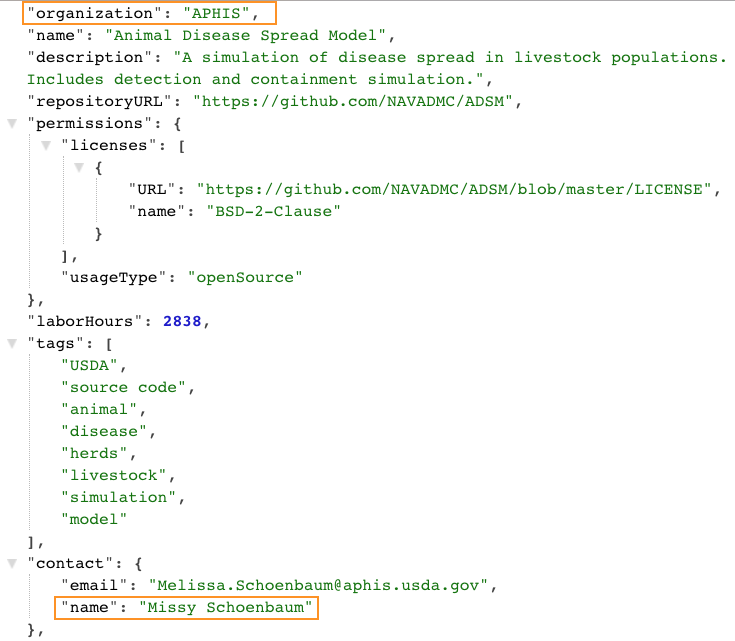 "organization": "APHIS",
"name": "Animal Disease Spread Model",
"description": "A simulation of disease spread in livestock populations.
Includes detection and containment simulation.",
"repositoryURL": "https://github.com/NAVADMC/ADSM",
"permissions": {
"licenses": [
{
"URL": "https://github.com/NAVADMC/ADSM/blob/master/LICENSE",
"name": "BSD-2-Clause"
}
],
"usageType": "openSource"
},
"laborHours": 2838,
"tags": [
"USDA",
"source code",
"animal",
"disease",
"herds",
"livestock",
"simulation",
"model"
],
"contact": {
"email": "Melissa.Schoenbaum@aphis.usda.gov",
"name": "Missy Schoenbaum"
},